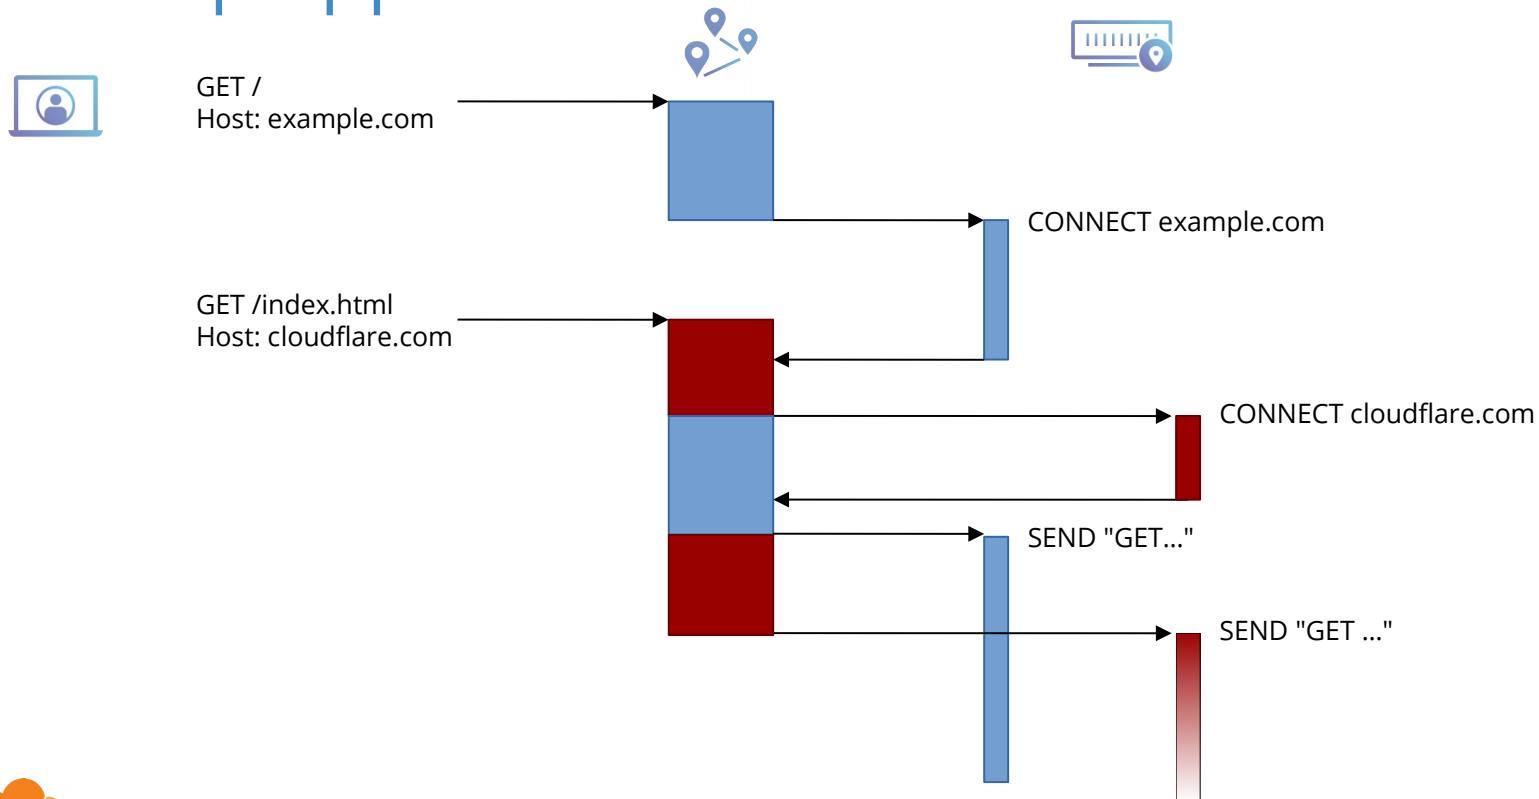 GET /
Host: example.com
CONNECT example.com
GET /index.html
Host: cloudflare.com
CONNECT cloudflare.com
SEND "GET..."
SEND "GET ..."